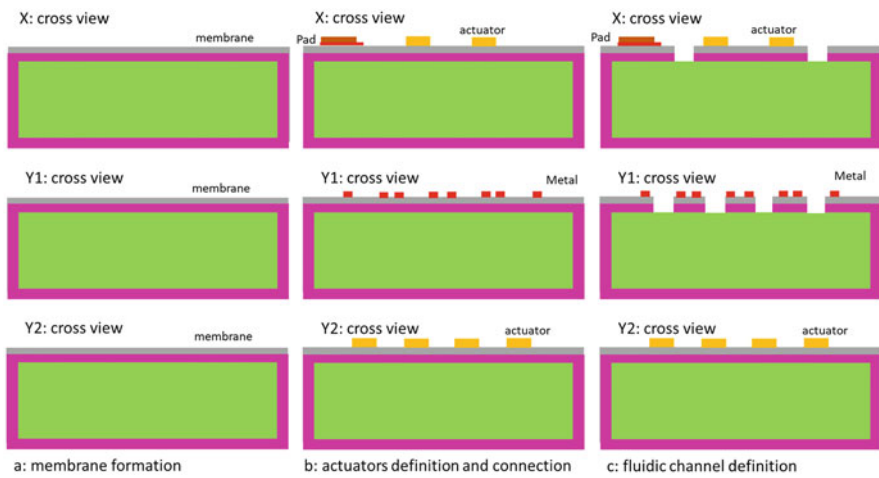 X: cross view
membrane
X: cross view
Pad
actuator
X: cross view
Pad
actuator
Y1: cross view
membrane
Y1: cross view
Metal
Y1: cross view
Metal
Y2: cross view
membrane
Y2: cross view
actuator
Y2: cross view
actuator
a: membrane formation
b: actuators definition and connection
c: fluidic channel definition